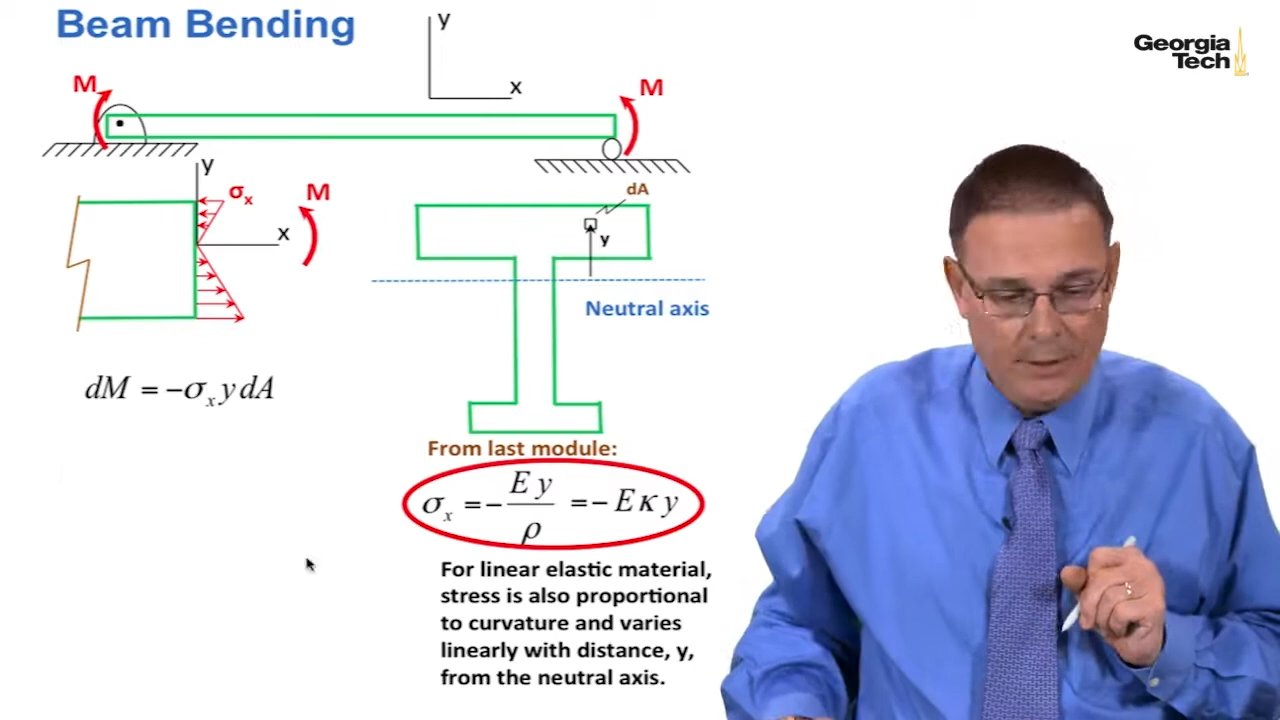 Beam Bending
y
x
Georgia
Tech
M
M
y
σx
M
x
dA
y
Neutral axis
dM = −σx y dA
From last module:
σx = − E y / ρ = − E κ y
For linear elastic material,
stress is also proportional
to curvature and varies
linearly with distance, y,
from the neutral axis.